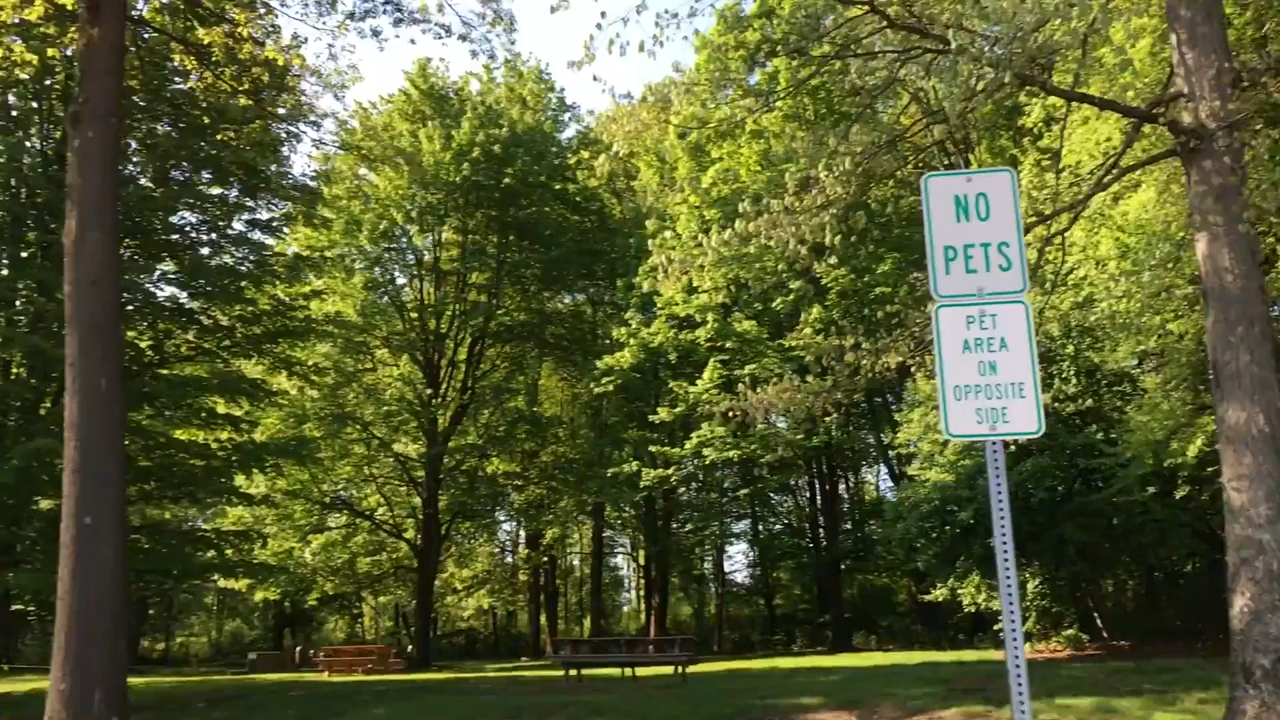 NO
PETS
PET
AREA
ON
OPPOSITE
SIDE